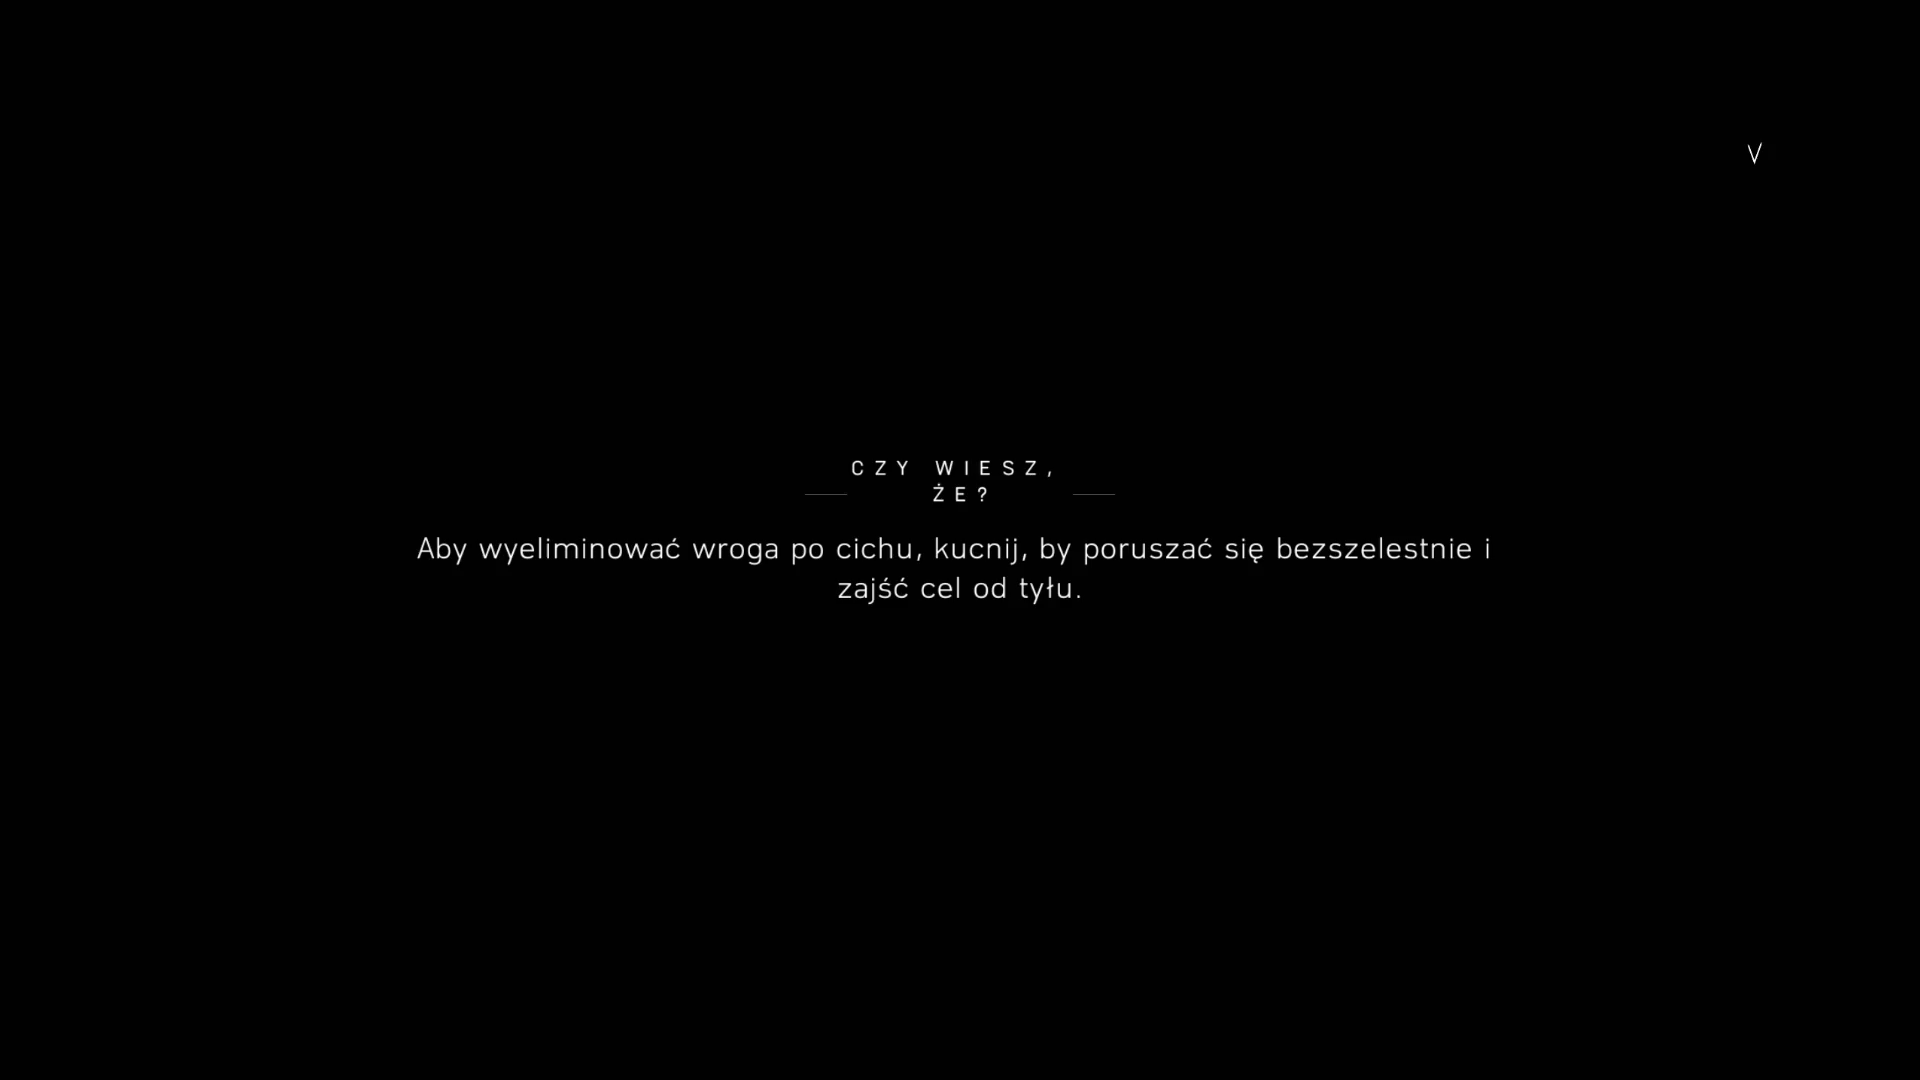 CZY WIESZ,
ŻE?
Aby wyeliminować wroga po cichu, kucnij, by poruszać się bezszelestnie i
zajść cel od tyłu.